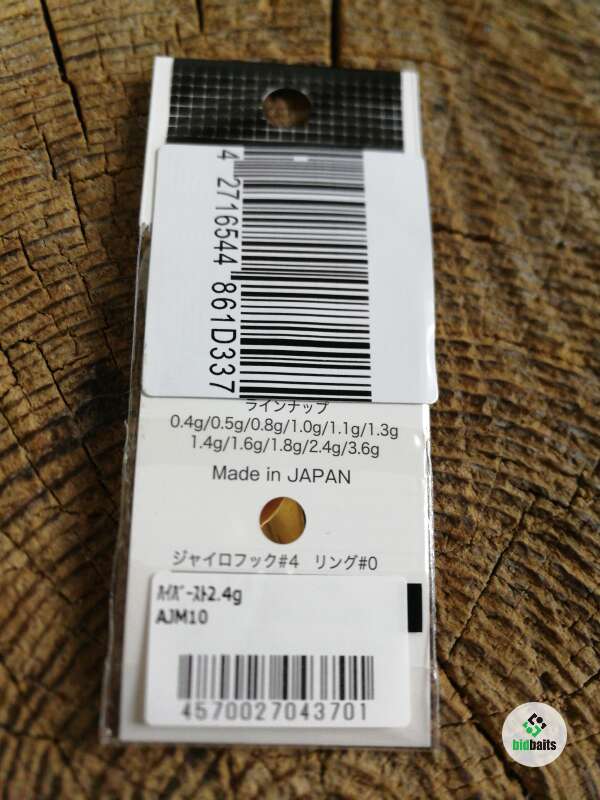 4 2716544 861D337
ラインナップ
0.4g/0.5g/0.8g/1.0g/1.1g/1.3g
1.4g/1.6g/1.8g/2.4g/3.6g
Made in JAPAN
ジャイロフック#4 リング#0
ﾊｲﾊﾞｰｽﾄ2.4g
AJM10
4570027043701
bidbaits